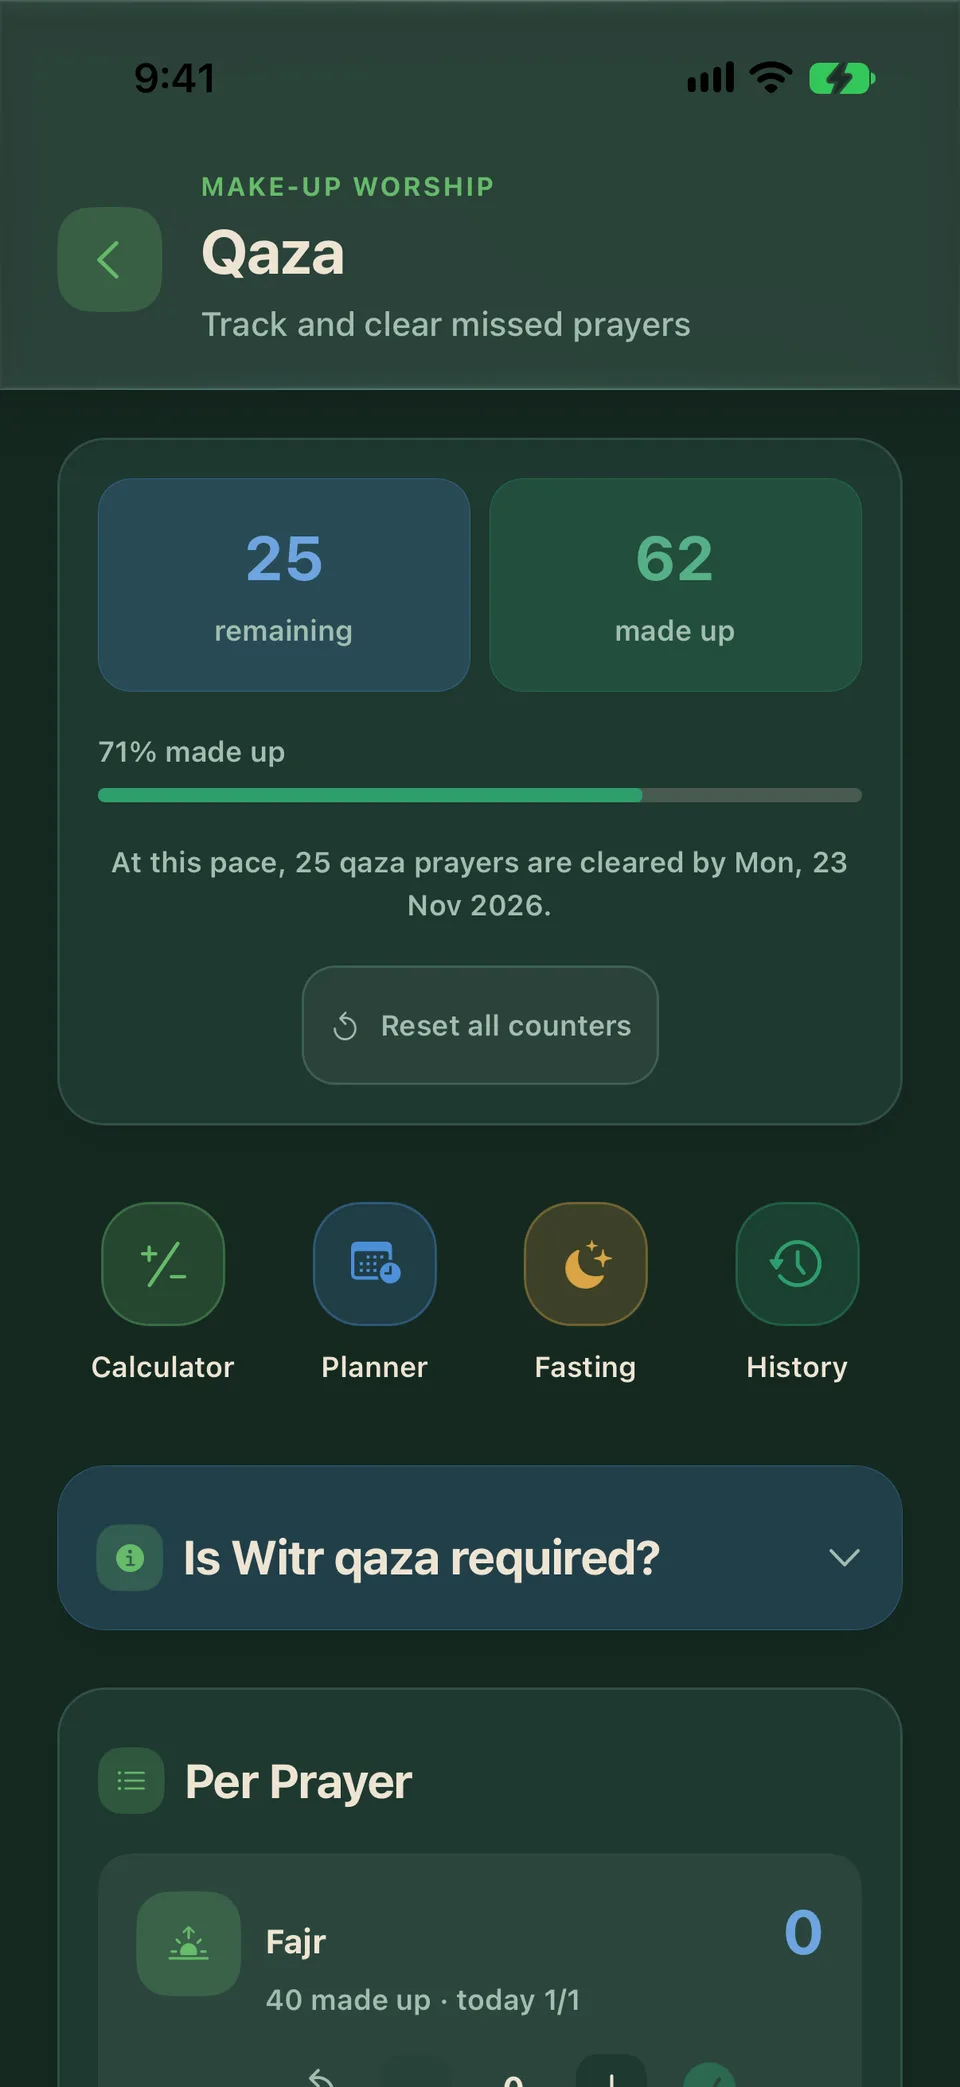 9:41
MAKE-UP WORSHIP
Qaza
Track and clear missed prayers
25
remaining
62
made up
71% made up
At this pace, 25 qaza prayers are cleared by Mon, 23
Nov 2026.
Reset all counters
Calculator
Planner
Fasting
History
Is Witr qaza required?
Per Prayer
Fajr
0
40 made up · today 1/1